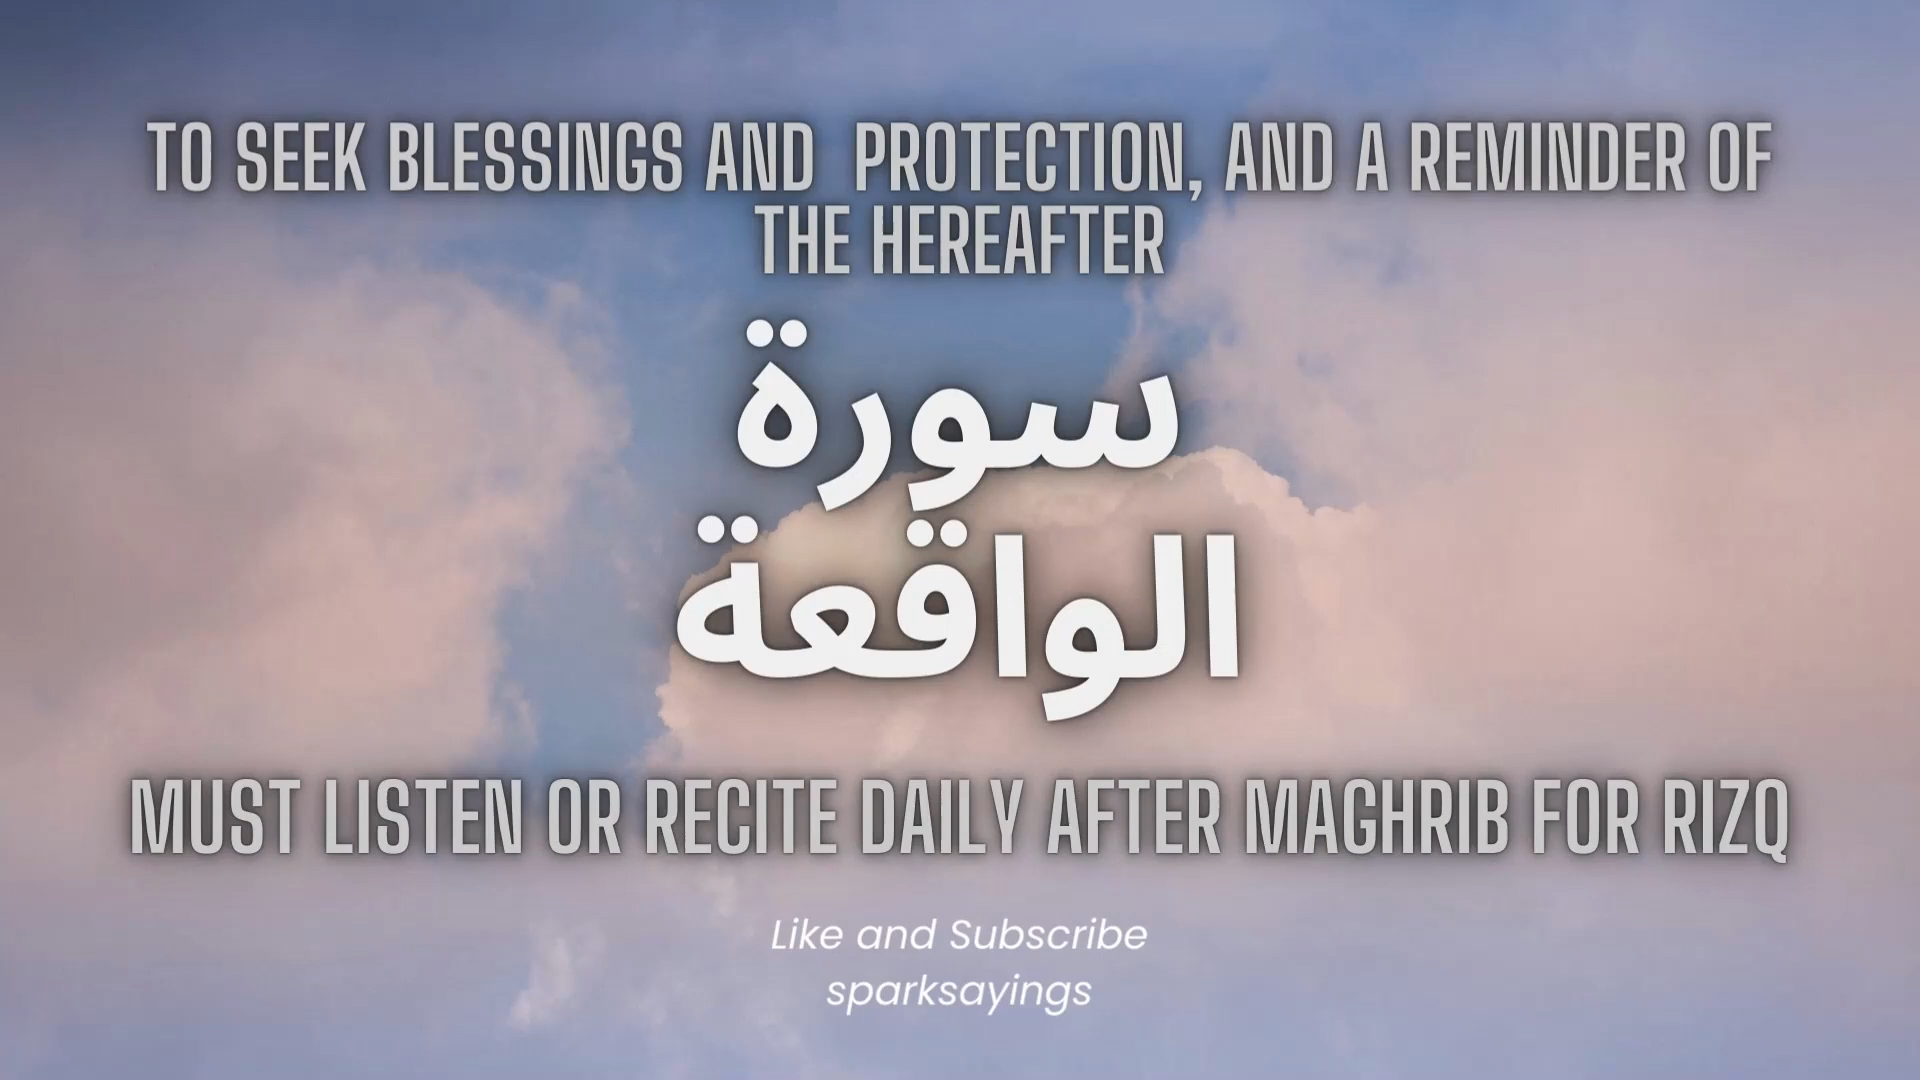 TO SEEK BLESSINGS AND PROTECTION, AND A REMINDER OF
THE HEREAFTER
سورة
الواقعة
MUST LISTEN OR RECITE DAILY AFTER MAGHRIB FOR RIZQ
Like and Subscribe
sparksayings